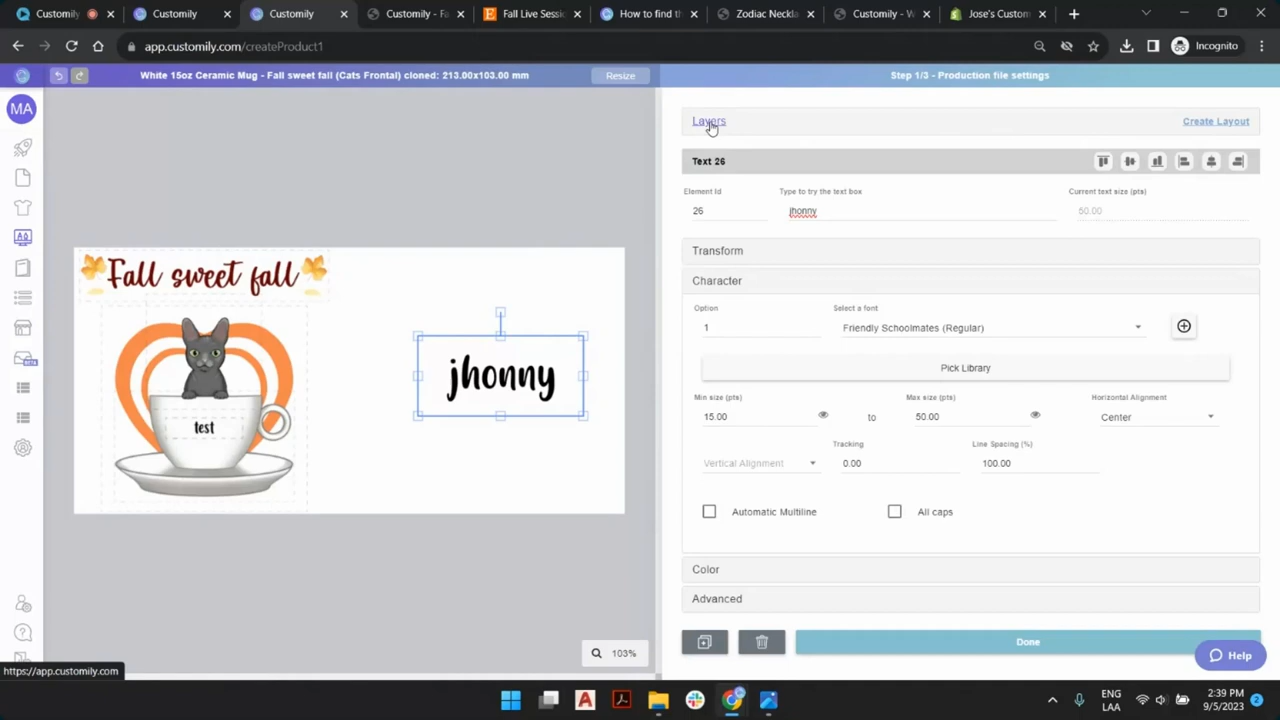 Customily
Customily
Customily
Customily - Fa
Fall Live Sessi
How to find th
Zodiac Neckla
Customily - W
Jose's Custom
app.customily.com/createProduct1
Incognito
White 15oz Ceramic Mug - Fall sweet fall (Cats Frontal) cloned: 213.00x103.00 mm
Resize
Step 1/3 - Production file settings
MA
Layers
Create Layout
Text 26
Element Id
Type to try the text box
Current text size (pts)
26
jhonny
50.00
Transform
Character
Option
Select a font
1
Friendly Schoolmates (Regular)
Pick Library
Min size (pts)
Max size (pts)
Horizontal Alignment
15.00
to
50.00
Center
Tracking
Line Spacing (%)
Vertical Alignment
0.00
100.00
Automatic Multiline
All caps
Color
Advanced
Done
Help
Fall sweet fall
test
jhonny
103%
https://app.customily.com
ENG
LAA
2:39 PM
9/5/2023
2